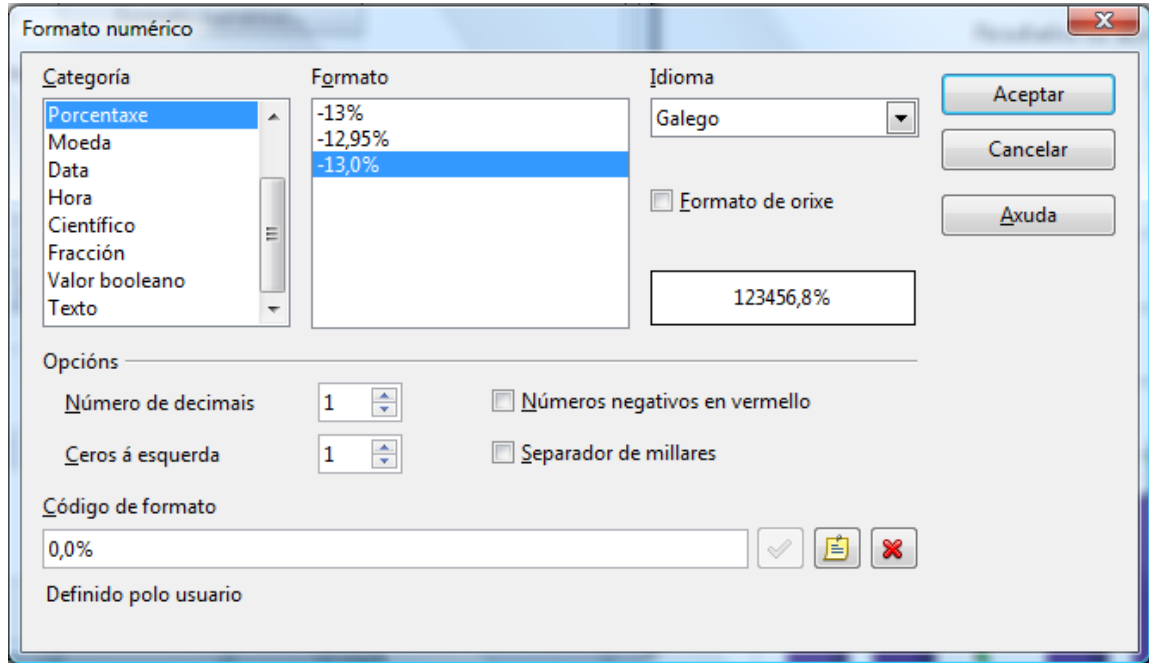 Formato numérico
Categoría
Porcentaxe
Moeda
Data
Hora
Científico
Fracción
Valor booleano
Texto
Formato
-13%
-12,95%
-13,0%
Idioma
Galego
Formato de orixe
123456,8%
Aceptar
Cancelar
Axuda
Opcións
Número de decimais 1
Números negativos en vermello
Ceros á esquerda 1
Separador de millares
Código de formato
0,0%
Definido polo usuario